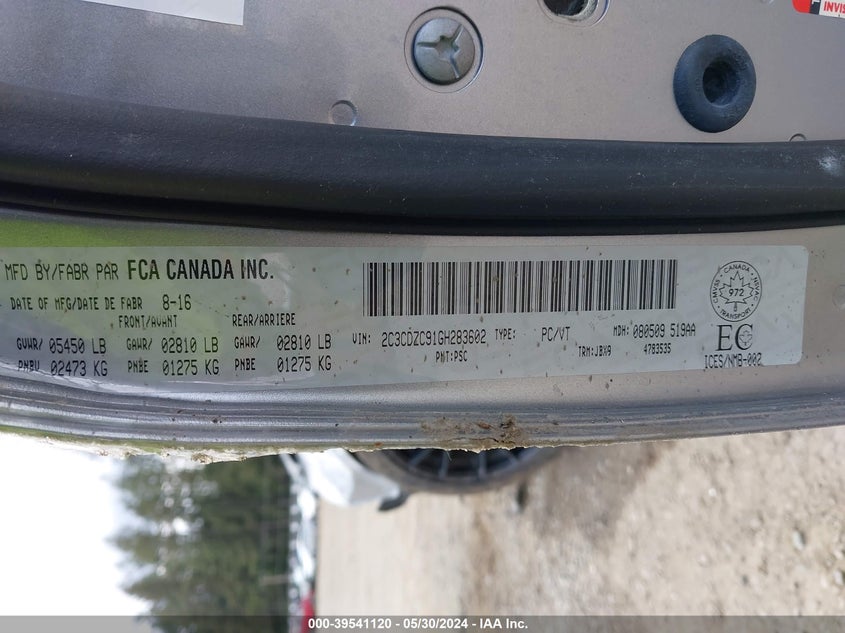 INVIS
MFD BY/FABR PAR FCA CANADA INC.
DATE OF MFG/DATE DE FABR 8-16
FRONT/AVANT REAR/ARRIERE
GVWR/ 05450 LB GAWR/ 02810 LB GAWR/ 02810 LB
PNBV 02473 KG PNBE 01275 KG PNBE 01275 KG
VIN: 2C3CDZC91GH283602 TYPE: PC/VT MDH: 080509 519AA
PNT:PSC TRM:JBX9 4783535
CANADA
972
TRANSPORT
EC
ICES/NMB-002
000-39541120 - 05/30/2024 - IAA Inc.